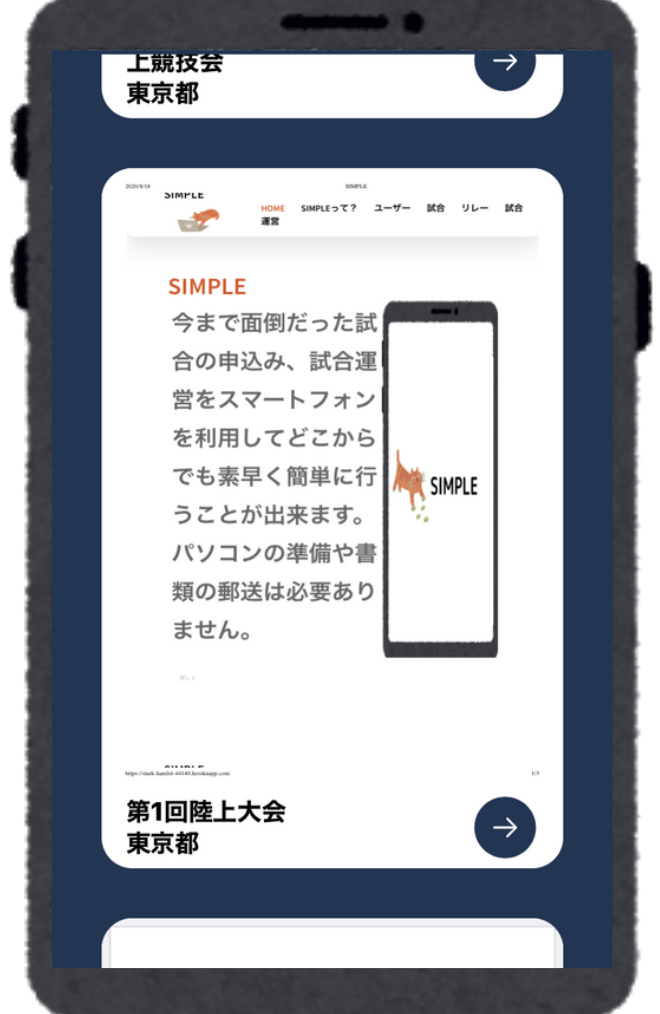 上競技会
東京都
2020/8/16 SIMPLE
SIMPLE
HOME SIMPLEって？ ユーザー 試合 リレー 試合
運営
SIMPLE
今まで面倒だった試
合の申込み、試合運
営をスマートフォン
を利用してどこから
でも素早く簡単に行
うことが出来ます。
パソコンの準備や書
類の郵送は必要あり
ません。
SIMPLE
詳しく
SIMPLE
1/3
第1回陸上大会
東京都